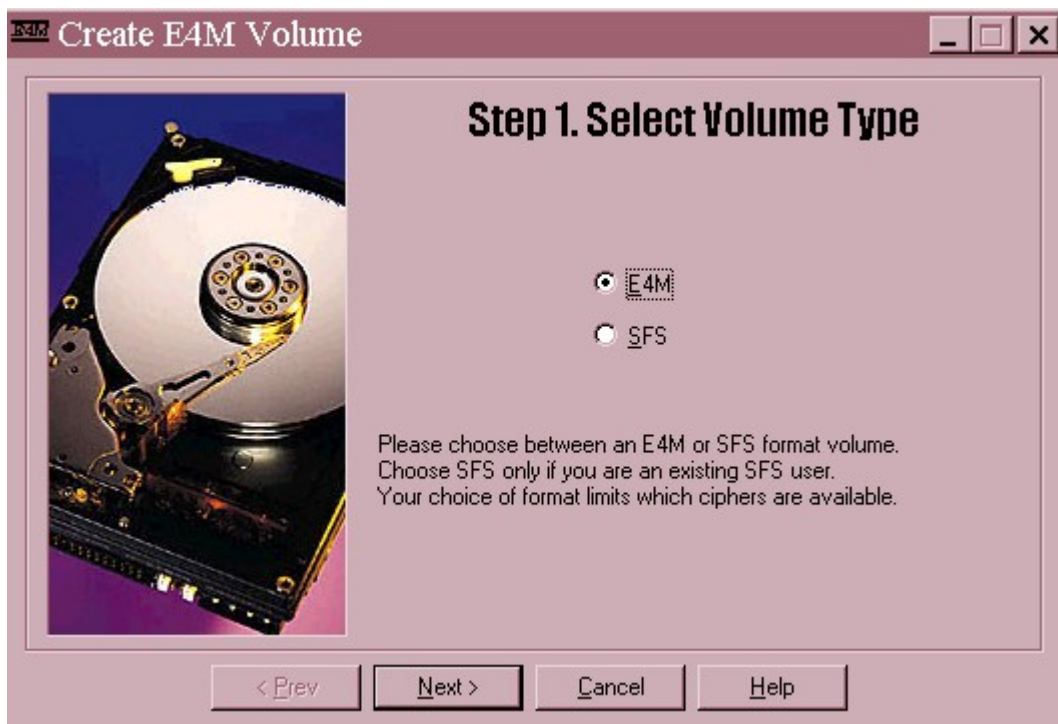 E4M Create E4M Volume
Step 1. Select Volume Type
E4M
SFS
Please choose between an E4M or SFS format volume.
Choose SFS only if you are an existing SFS user.
Your choice of format limits which ciphers are available.
< Prev Next > Cancel Help